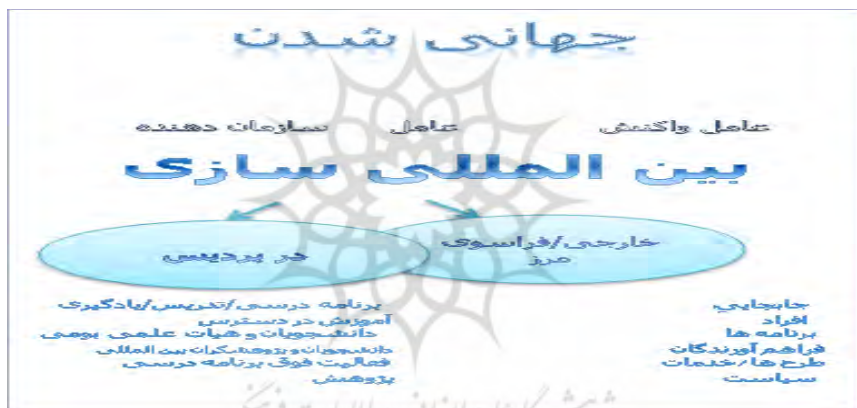 جهانی شدن
عامل واکنش عامل سازمان دهنده
بین المللی سازی
خارجی/فراسوی
مرز
در پردیس
جابجایی
افراد
برنامه ها
فراهم آورندگان
طرح ها/خدمات
سیاست
برنامه درسی/تدریس/یادگیری
آموزش در دسترس
دانشجویان و هیات علمی بومی
دانشجویان و پژوهشگران بین المللی
فعالیت فوق برنامه درسی
پژوهش